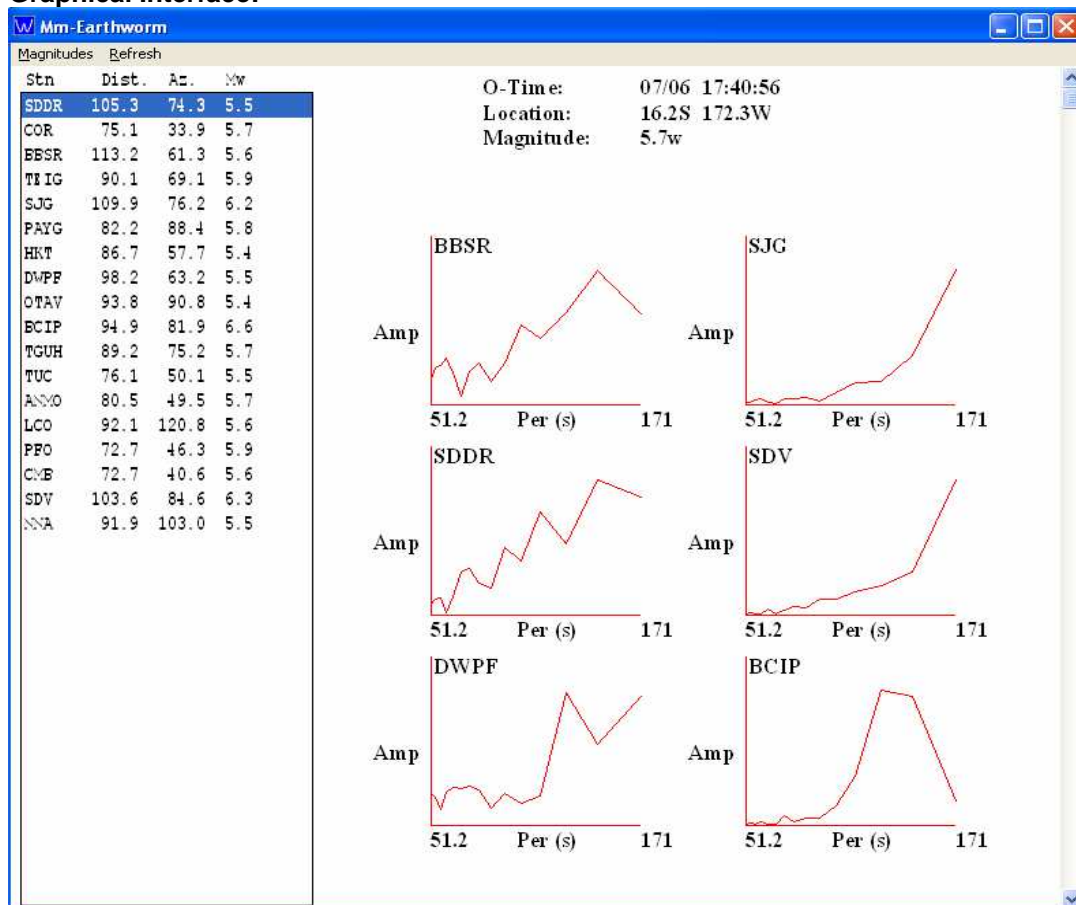 Graphical Interface:
Mm-Earthworm
Magnitudes Refresh
Stn Dist. Az. Mw
SDDR 105.3 74.3 5.5
COR 75.1 33.9 5.7
BBSR 113.2 61.3 5.6
TEIG 90.1 69.1 5.9
SJG 109.9 76.2 6.2
PAYG 82.2 88.4 5.8
HKT 86.7 57.7 5.4
DWPF 98.2 63.2 5.5
OTAV 93.8 90.8 5.4
BCIP 94.9 81.9 6.6
TGUH 89.2 75.2 5.7
TUC 76.1 50.1 5.5
ANMO 80.5 49.5 5.7
LCO 92.1 120.8 5.6
PFO 72.7 46.3 5.9
CMB 72.7 40.6 5.6
SDV 103.6 84.6 6.3
NNA 91.9 103.0 5.5
O-Time: 07/06 17:40:56
Location: 16.2S 172.3W
Magnitude: 5.7w
BBSR
Amp
51.2 Per (s) 171
SJG
Amp
51.2 Per (s) 171
SDDR
Amp
51.2 Per (s) 171
SDV
Amp
51.2 Per (s) 171
DWPF
Amp
51.2 Per (s) 171
BCIP
Amp
51.2 Per (s) 171